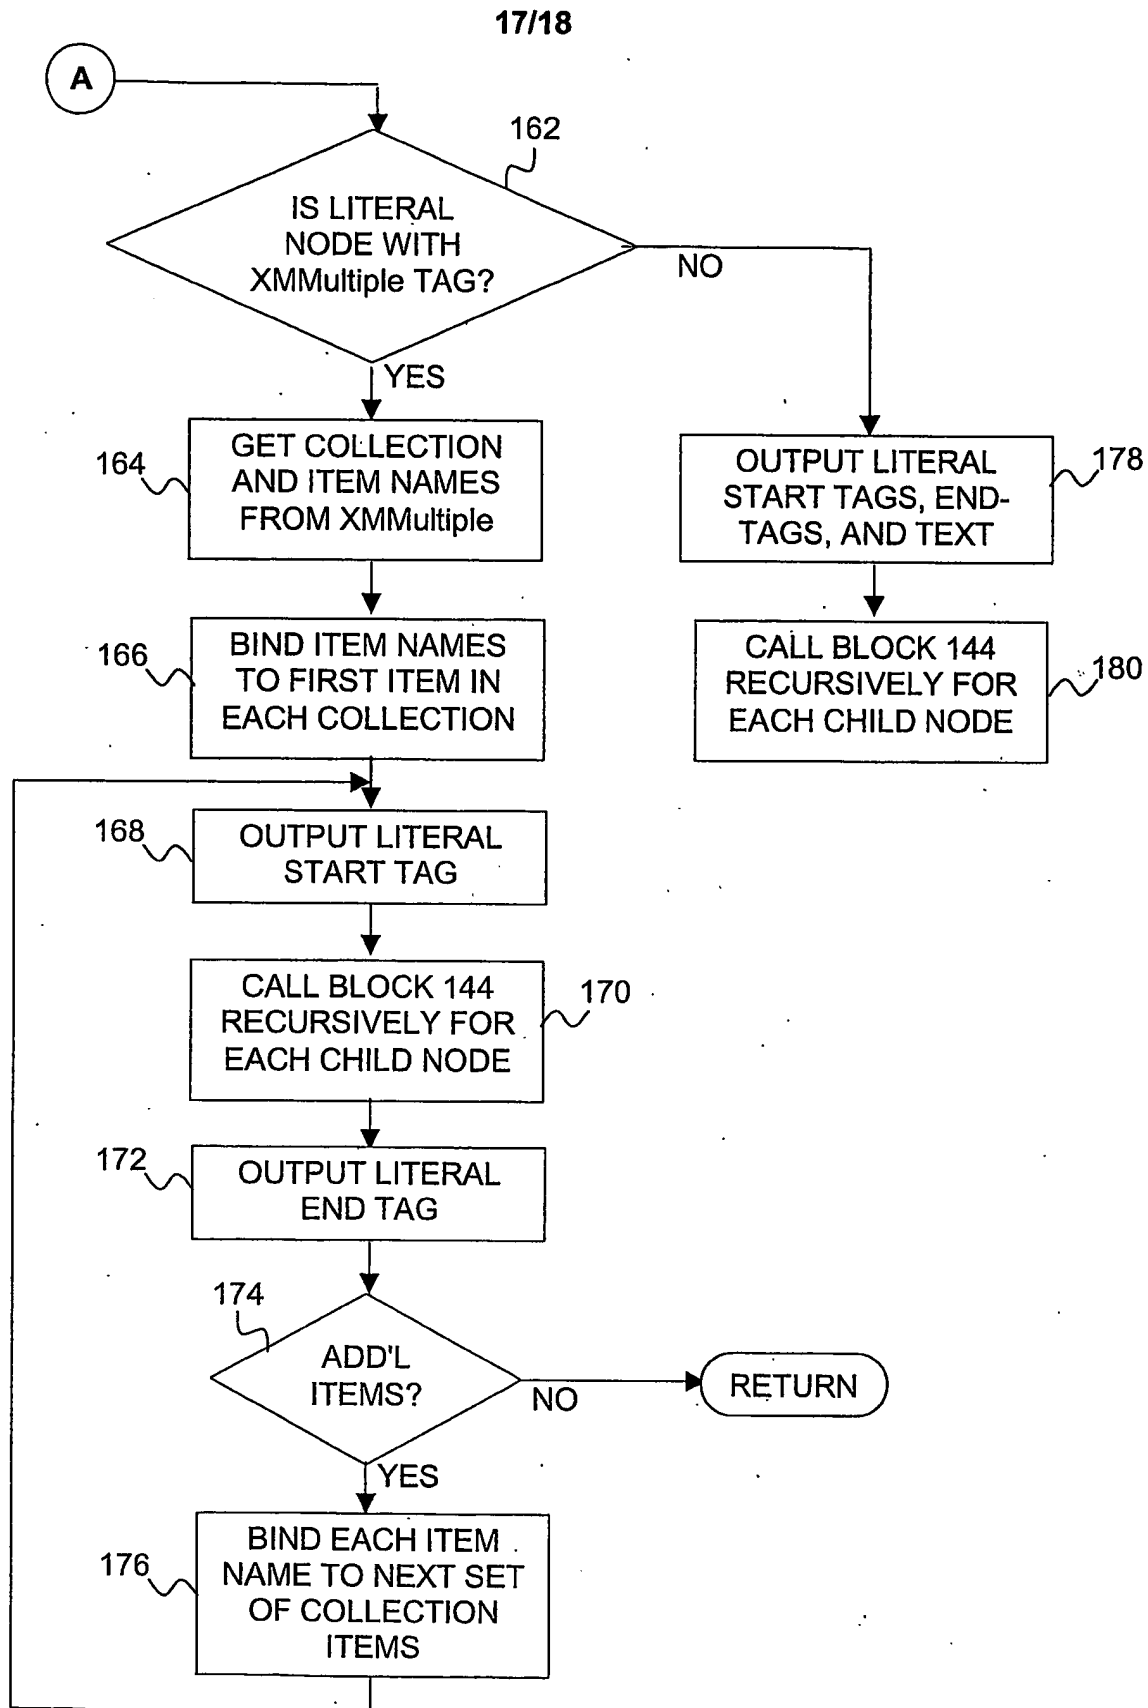 17/18
A
162
IS LITERAL
NODE WITH
XMMultiple TAG?
NO
YES
164
GET COLLECTION
AND ITEM NAMES
FROM XMMultiple
OUTPUT LITERAL
START TAGS, END-
TAGS, AND TEXT
178
166
BIND ITEM NAMES
TO FIRST ITEM IN
EACH COLLECTION
CALL BLOCK 144
RECURSIVELY FOR
EACH CHILD NODE
180
168
OUTPUT LITERAL
START TAG
CALL BLOCK 144
RECURSIVELY FOR
EACH CHILD NODE
170
172
OUTPUT LITERAL
END TAG
174
ADD'L
ITEMS?
NO
RETURN
YES
176
BIND EACH ITEM
NAME TO NEXT SET
OF COLLECTION
ITEMS